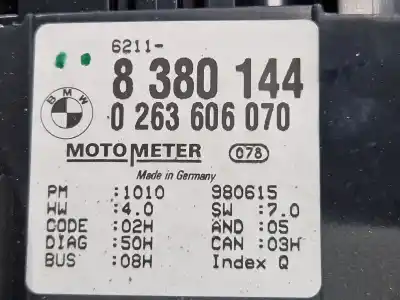 6211-
8 380 144
BMW
0 263 606 070
MOTOMETER 078
Made in Germany
PM :1010 980615
HW :4.0 SW :7.0
CODE :02H AND :05
DIAG :50H CAN :03H
BUS :08H Index Q